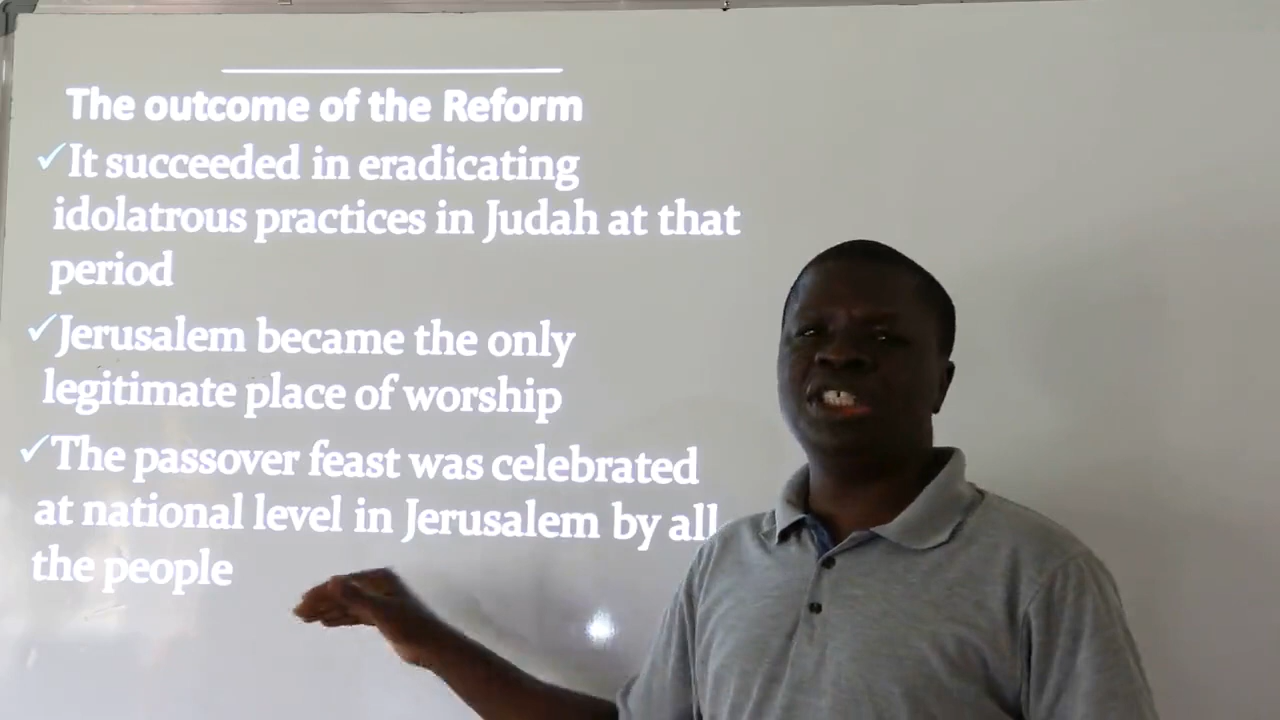 The outcome of the Reform
✓It succeeded in eradicating
idolatrous practices in Judah at that
period
✓Jerusalem became the only
legitimate place of worship
✓The passover feast was celebrated
at national level in Jerusalem by all
the people